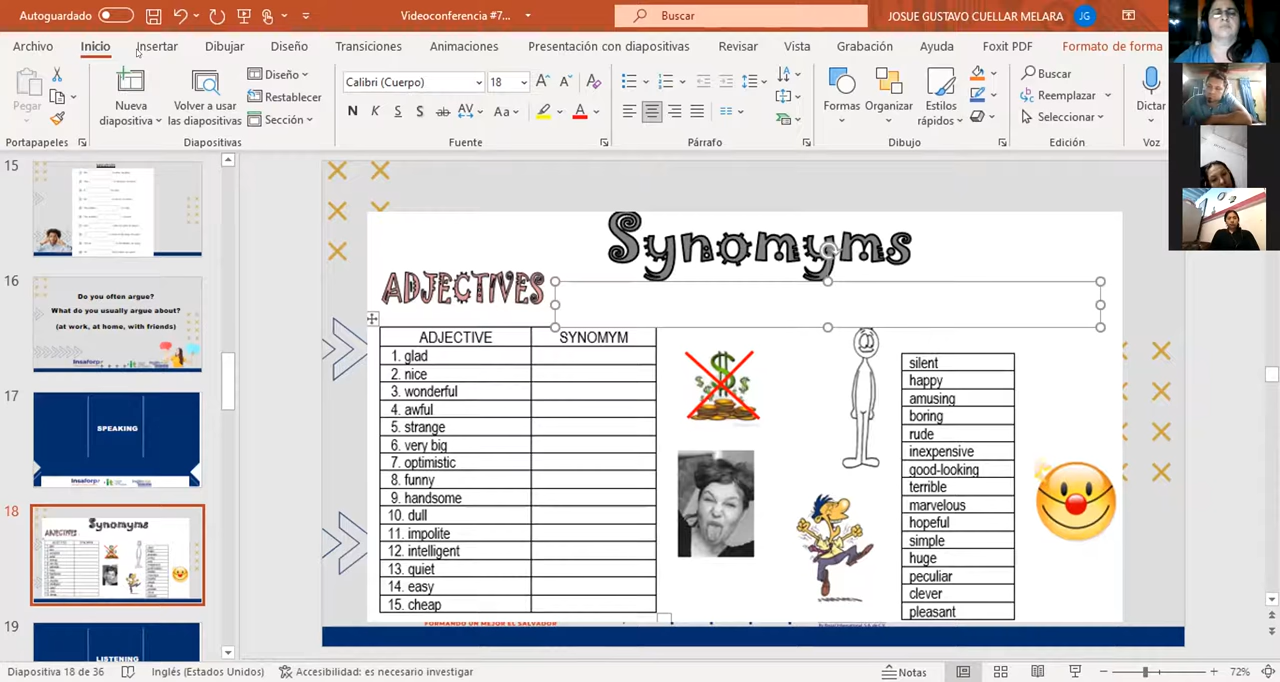 Autoguardado
Videoconferencia #7...
Buscar
JOSUE GUSTAVO CUELLAR MELARA
JG
Archivo
Inicio
Insertar
Dibujar
Diseño
Transiciones
Animaciones
Presentación con diapositivas
Revisar
Vista
Grabación
Ayuda
Foxit PDF
Formato de forma
Pegar
Nueva diapositiva
Volver a usar las diapositivas
Diseño
Restablecer
Sección
Calibri (Cuerpo)
18
N K S S ab AV Aa
Formas
Organizar
Estilos rápidos
Buscar
Reemplazar
Seleccionar
Dictar
Portapapeles
Diapositivas
Fuente
Párrafo
Dibujo
Edición
Voz
15
16
Do you often argue?
What do you usually argue about?
(at work, at home, with friends)
Insaforp
17
SPEAKING
Insaforp
18
Synomyms
ADJECTIVES
19
LISTENING
Synomyms
ADJECTIVES
ADJECTIVE SYNOMYM
1. glad
2. nice
3. wonderful
4. awful
5. strange
6. very big
7. optimistic
8. funny
9. handsome
10. dull
11. impolite
12. intelligent
13. quiet
14. easy
15. cheap
silent
happy
amusing
boring
rude
inexpensive
good-looking
terrible
marvelous
hopeful
simple
huge
peculiar
clever
pleasant
FORMANDO UN MEJOR EL SALVADOR
Diapositiva 18 de 36
Inglés (Estados Unidos)
Accesibilidad: es necesario investigar
Notas
72%